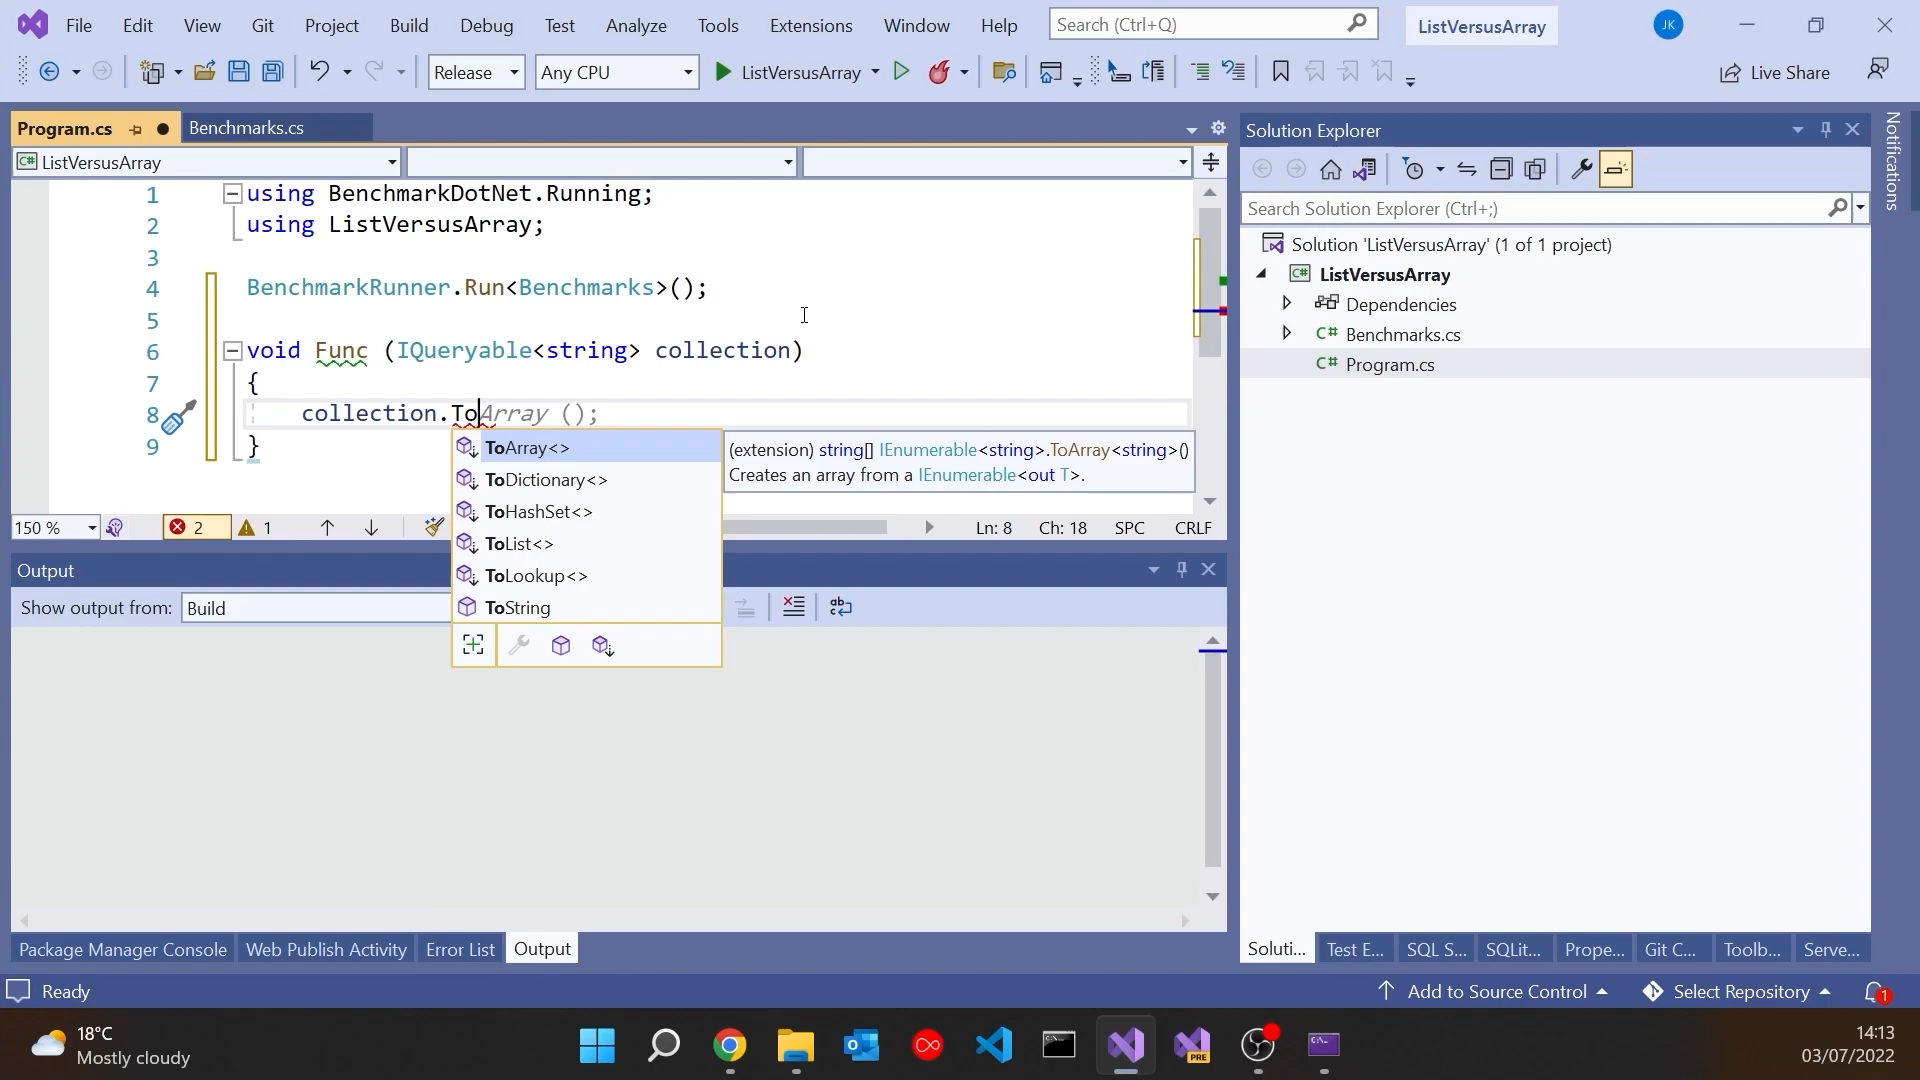 File Edit View Git Project Build Debug Test Analyze Tools Extensions Window Help Search (Ctrl+Q) ListVersusArray JK
Release Any CPU ListVersusArray Live Share
Program.cs Benchmarks.cs
C# ListVersusArray
1 using BenchmarkDotNet.Running;
2 using ListVersusArray;
3
4 BenchmarkRunner.Run<Benchmarks>();
5
6 void Func (IQueryable<string> collection)
7 {
8 collection.ToArray ();
9 }
ToArray<>
ToDictionary<>
ToHashSet<>
ToList<>
ToLookup<>
ToString
(extension) string[] IEnumerable<string>.ToArray<string>()
Creates an array from a IEnumerable<out T>.
150 % 2 1 Ln: 8 Ch: 18 SPC CRLF
Output
Show output from: Build
Package Manager Console Web Publish Activity Error List Output
Solution Explorer
Search Solution Explorer (Ctrl+;)
Solution 'ListVersusArray' (1 of 1 project)
C# ListVersusArray
Dependencies
C# Benchmarks.cs
C# Program.cs
Soluti... Test E... SQL S... SQLit... Prope... Git C... Toolb... Serve...
Notifications
Ready Add to Source Control Select Repository 1
18°C
Mostly cloudy
PRE
14:13
03/07/2022